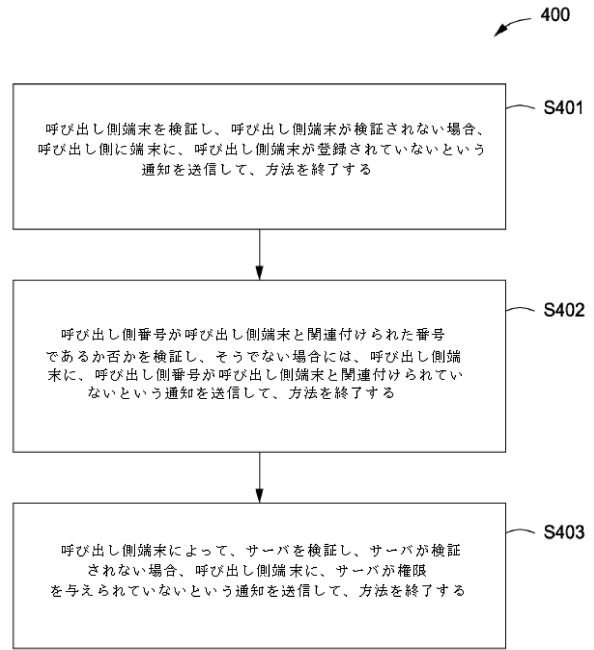 400
S401
呼び出し側端末を検証し、呼び出し側端末が検証されない場合、
呼び出し側に端末に、呼び出し側端末が登録されていないという
通知を送信して、方法を終了する
S402
呼び出し側番号が呼び出し側端末と関連付けられた番号
であるか否かを検証し、そうでない場合には、呼び出し側端
末に、呼び出し側番号が呼び出し側端末と関連付けられてい
ないという通知を送信して、方法を終了する
S403
呼び出し側端末によって、サーバを検証し、サーバが検証
されない場合、呼び出し側端末に、サーバが権限
を与えられていないという通知を送信して、方法を終了する